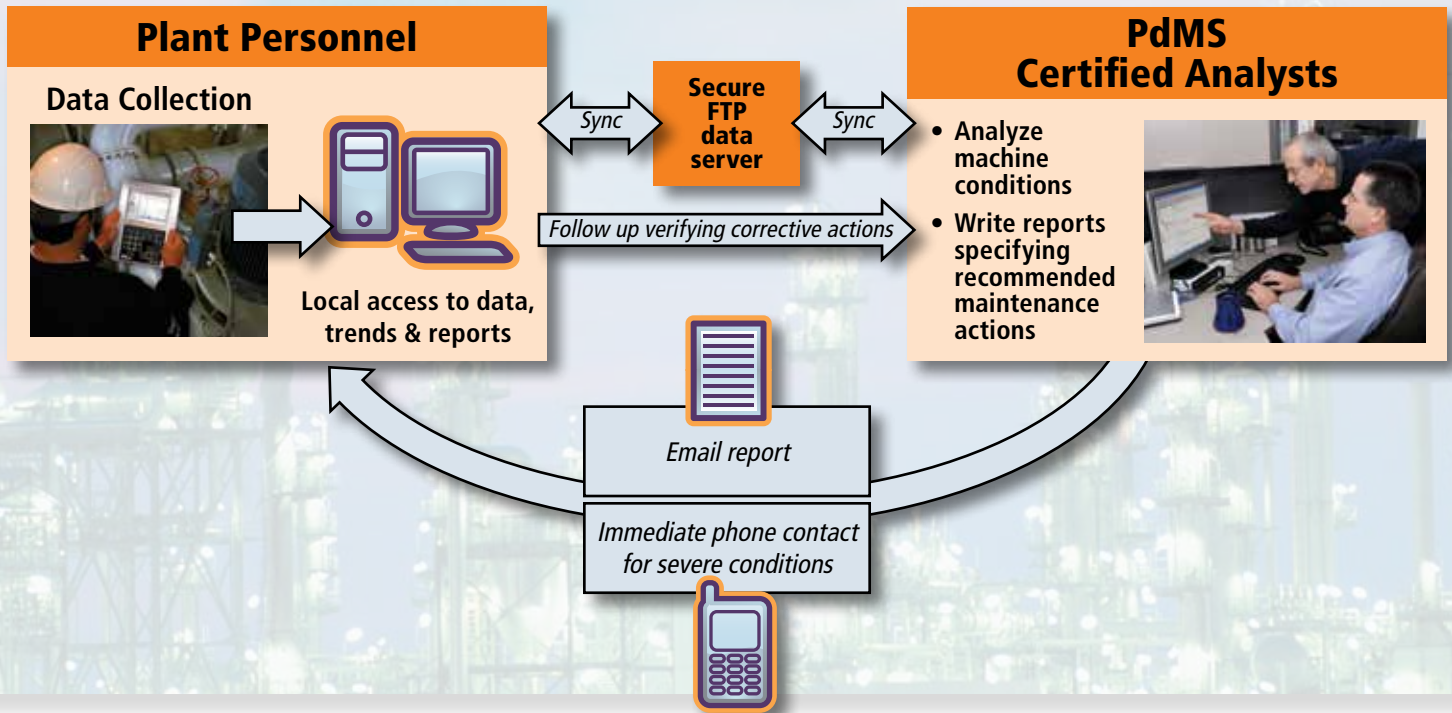 Plant Personnel
Data Collection
Local access to data,
trends & reports
Sync
Secure
FTP
data
server
Sync
Follow up verifying corrective actions
PdMS
Certified Analysts
• Analyze
machine
conditions
• Write reports
specifying
recommended
maintenance
actions
Email report
Immediate phone contact
for severe conditions